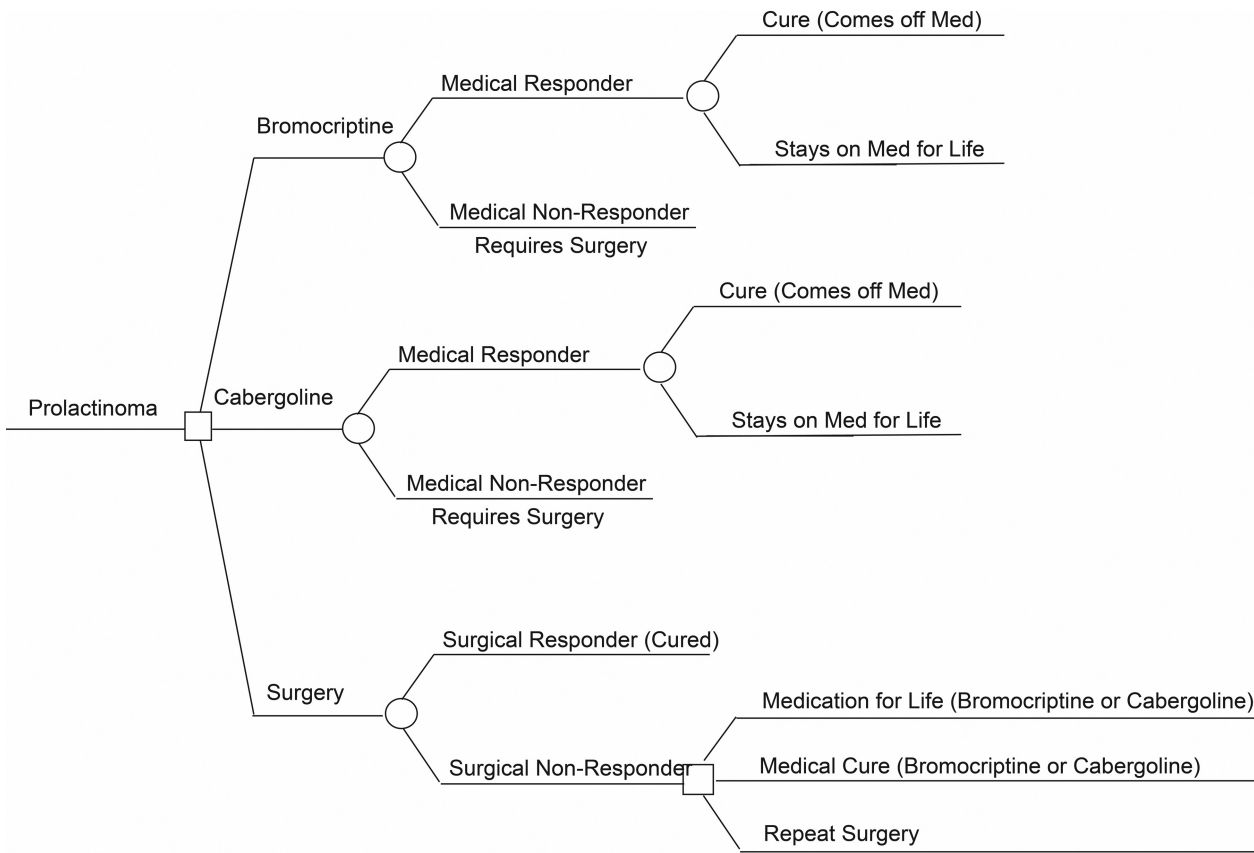 Cure (Comes off Med)
Medical Responder
Bromocriptine
Stays on Med for Life
Medical Non-Responder
Requires Surgery
Cure (Comes off Med)
Medical Responder
Prolactinoma
Cabergoline
Stays on Med for Life
Medical Non-Responder
Requires Surgery
Surgical Responder (Cured)
Surgery
Medication for Life (Bromocriptine or Cabergoline)
Surgical Non-Responder
Medical Cure (Bromocriptine or Cabergoline)
Repeat Surgery